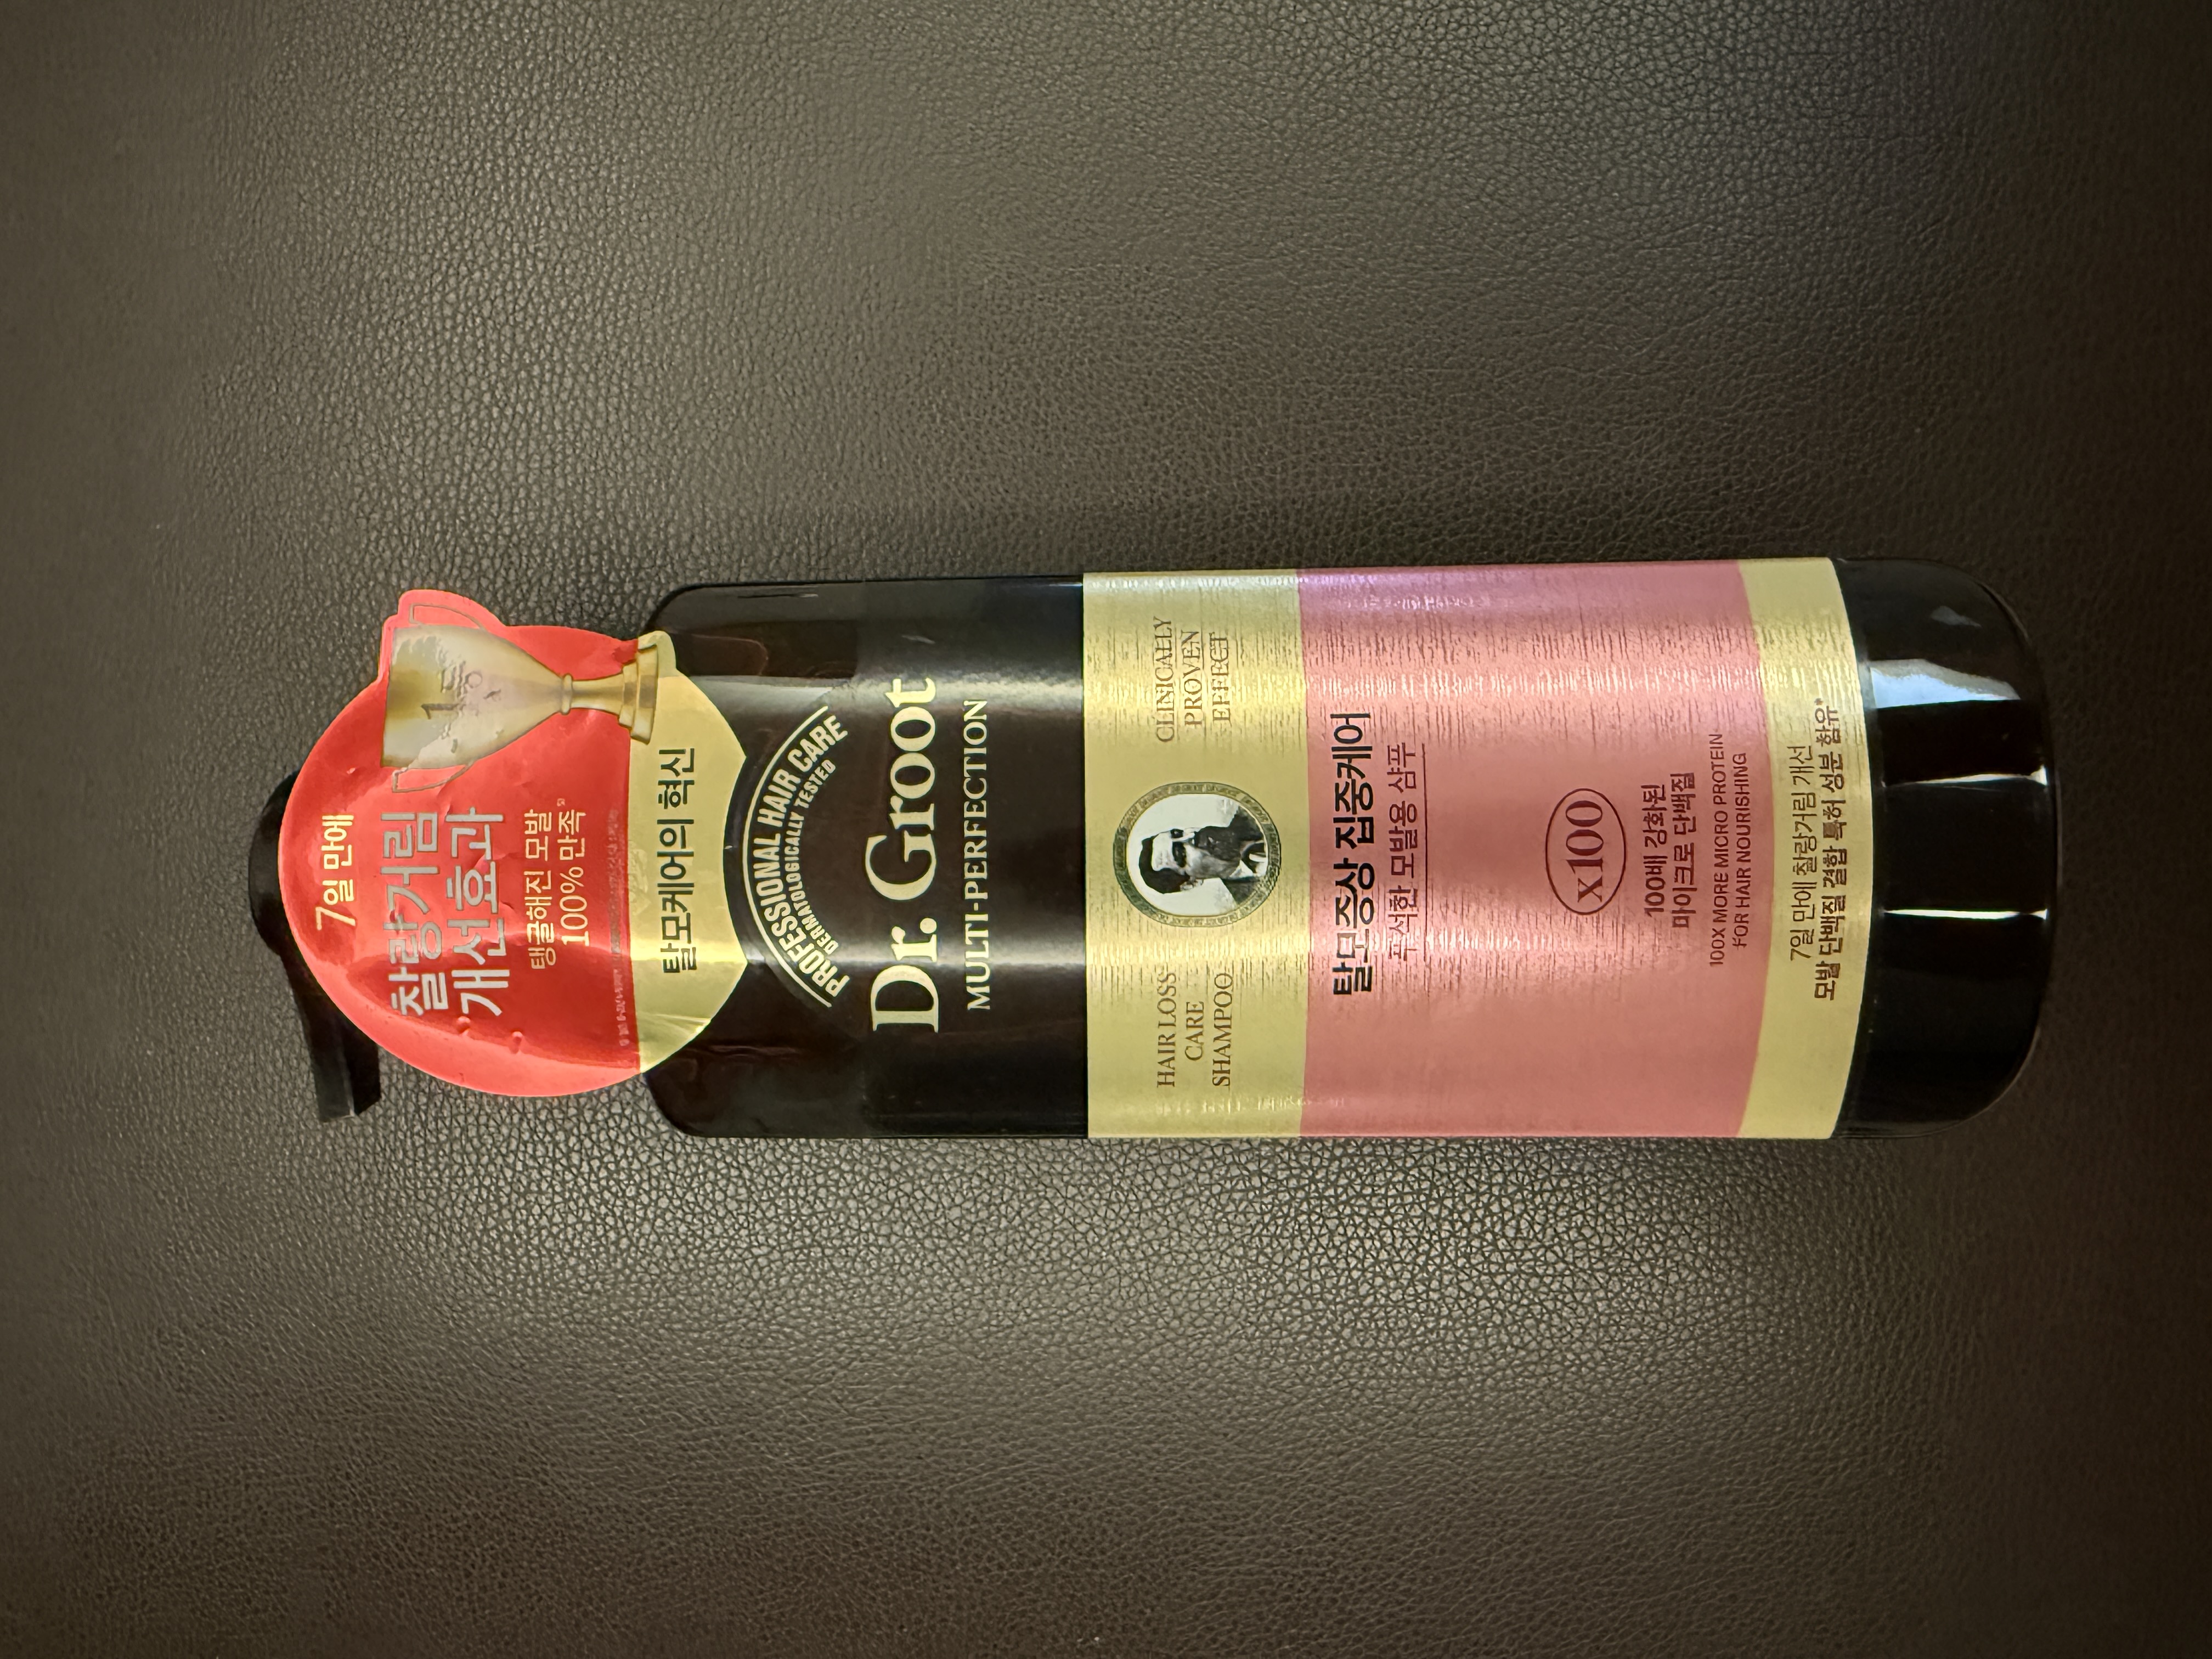 7일 만에
찰랑거림
개선효과
탱글해진 모발
100% 만족
1등
탈모케어의 혁신
PROFESSIONAL HAIR CARE
DERMATOLOGICALLY TESTED
Dr. Groot
MULTI-PERFECTION
HAIR LOSS
CARE
SHAMPOO
CLINICALLY
PROVEN
EFFECT
탈모증상 집중케어
푸석한 모발용 샴푸
x100
100배 강화된
마이크로 단백질
100X MORE MICRO PROTEIN
FOR HAIR NOURISHING
7일 만에 찰랑거림 개선
모발 단백질 결합 특허 성분 함유*